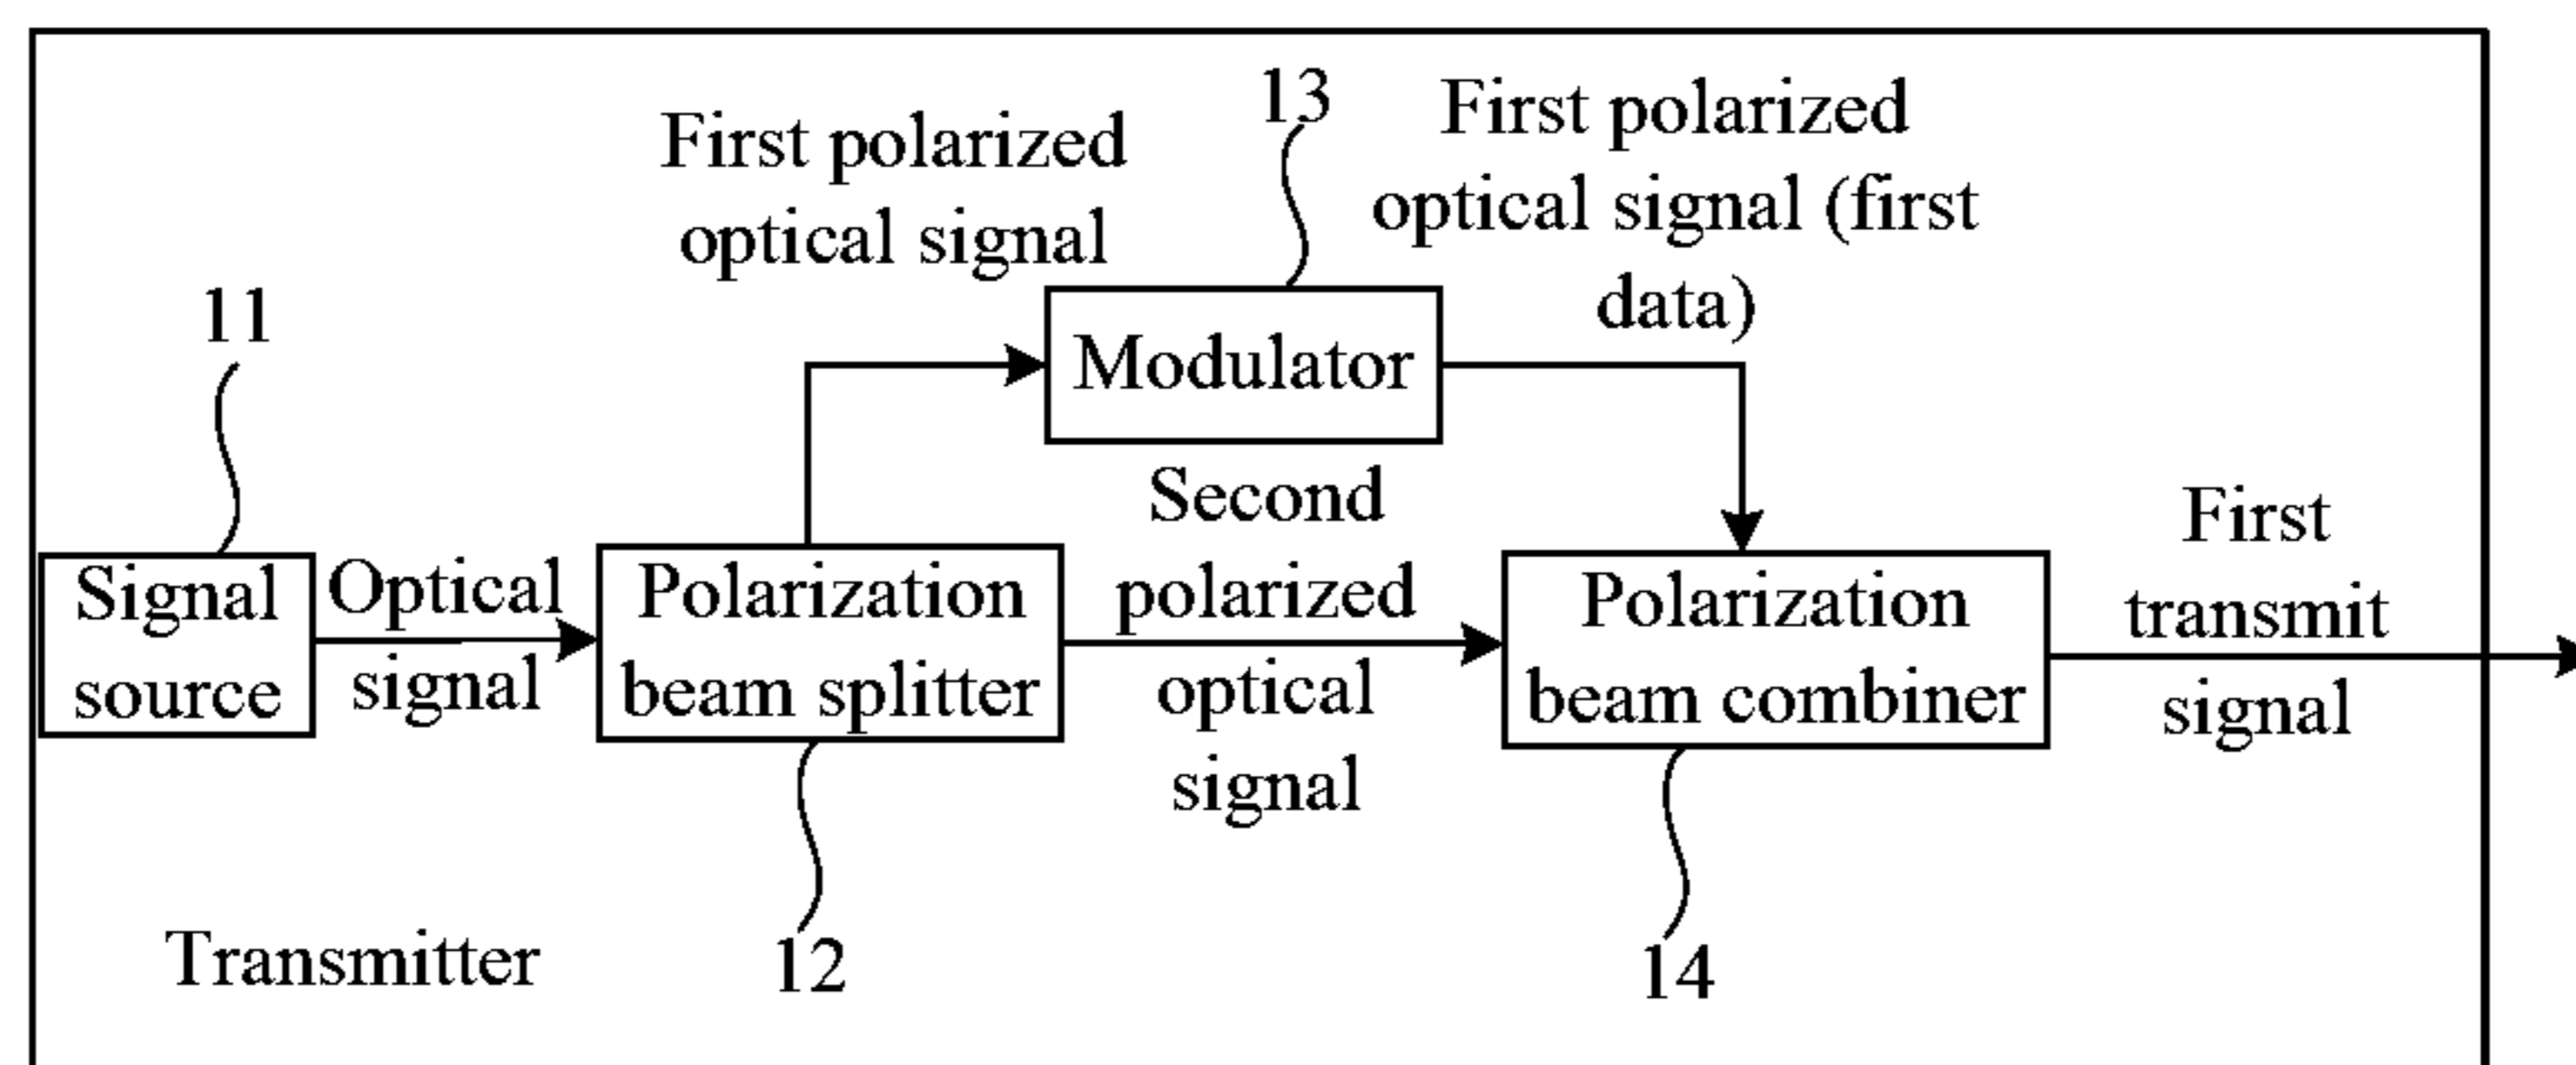 13
First polarized
optical signal (first
data)
First polarized
optical signal
11
Modulator
Signal
source
Optical
signal
Polarization
beam splitter
Second
polarized
optical
signal
Polarization
beam combiner
First
transmit
signal
Transmitter
12
14